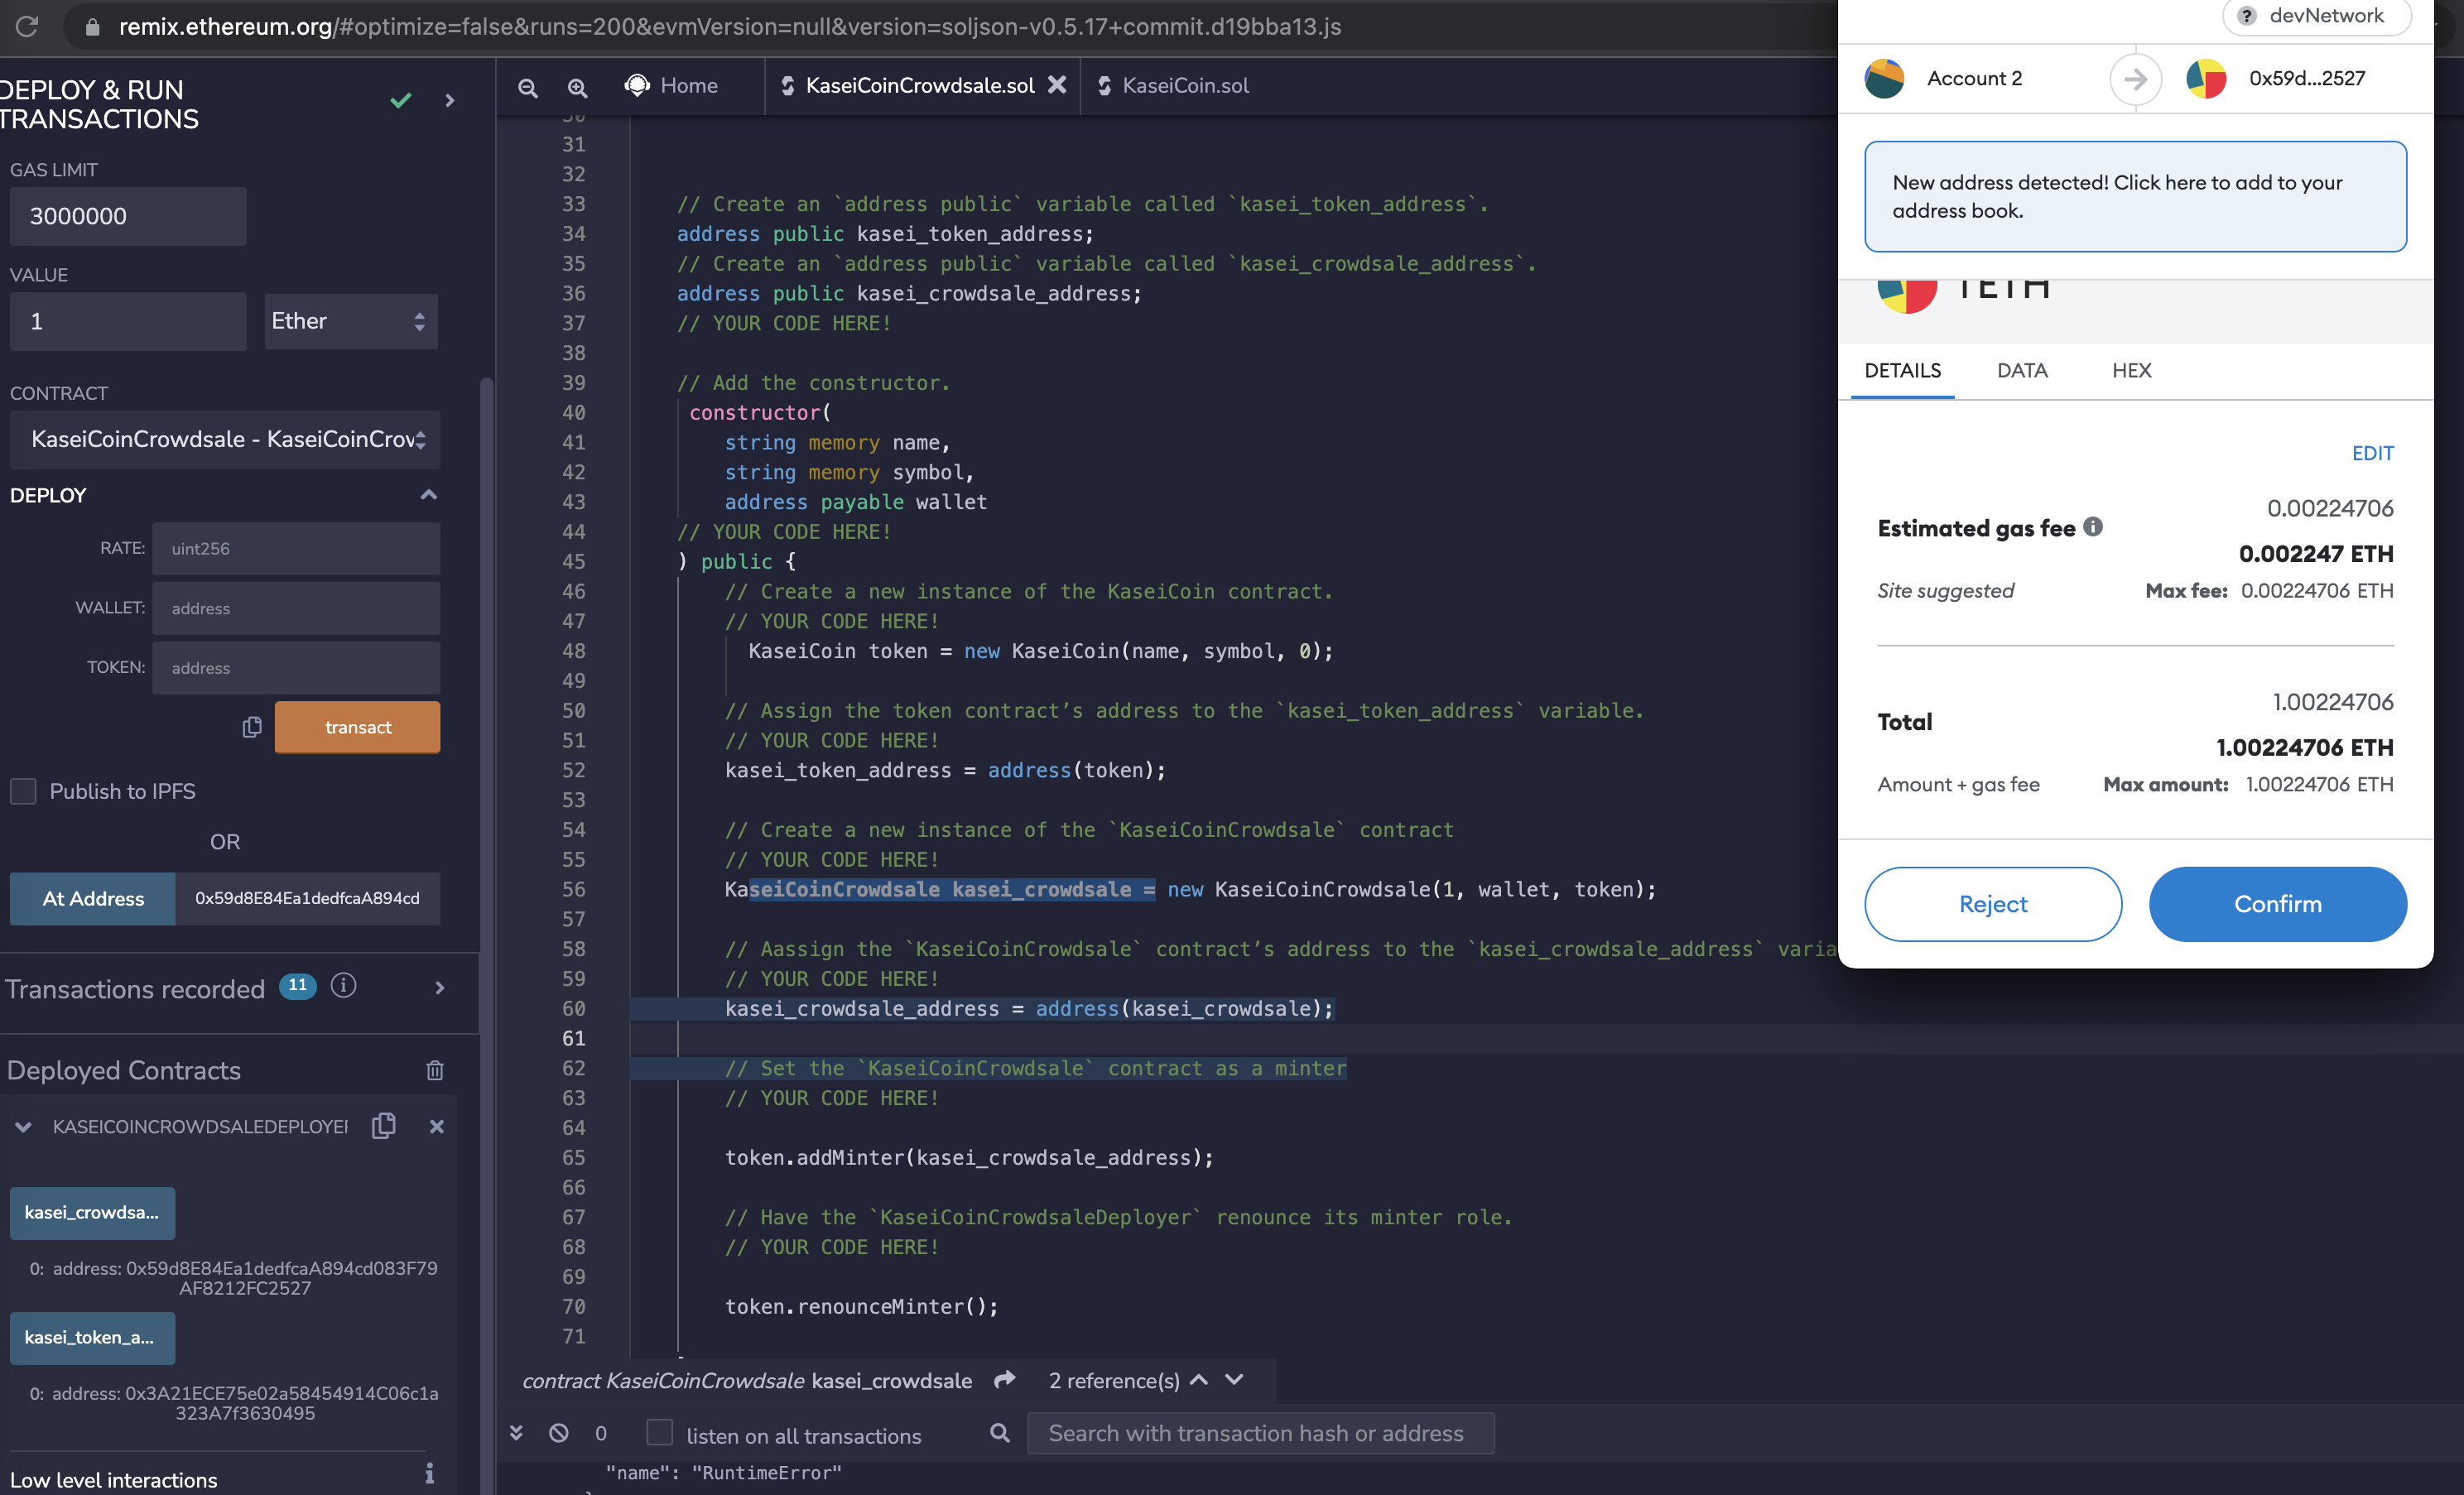 remix.ethereum.org/#optimize=false&runs=200&evmVersion=null&version=soljson-v0.5.17+commit.d19bba13.js
DEPLOY & RUN
TRANSACTIONS
GAS LIMIT
3000000
VALUE
1
Ether
CONTRACT
KaseiCoinCrowdsale - KaseiCoinCrow
DEPLOY
RATE: uint256
WALLET: address
TOKEN: address
transact
Publish to IPFS
OR
At Address 0x59d8E84Ea1dedfcaA894cd
Transactions recorded 11 i
Deployed Contracts
KASEICOINCROWDSALEDEPLOYER
kasei_crowdsa...
0: address: 0x59d8E84Ea1dedfcaA894cd083F79
AF8212FC2527
kasei_token_a...
0: address: 0x3A21ECE75e02a58454914C06c1a
323A7f3630495
Low level interactions i
Home
KaseiCoinCrowdsale.sol
KaseiCoin.sol
30
31
32
33 // Create an `address public` variable called `kasei_token_address`.
34 address public kasei_token_address;
35 // Create an `address public` variable called `kasei_crowdsale_address`.
36 address public kasei_crowdsale_address;
37 // YOUR CODE HERE!
38
39 // Add the constructor.
40 constructor(
41 string memory name,
42 string memory symbol,
43 address payable wallet
44 // YOUR CODE HERE!
45 ) public {
46 // Create a new instance of the KaseiCoin contract.
47 // YOUR CODE HERE!
48 KaseiCoin token = new KaseiCoin(name, symbol, 0);
49
50 // Assign the token contract’s address to the `kasei_token_address` variable.
51 // YOUR CODE HERE!
52 kasei_token_address = address(token);
53
54 // Create a new instance of the `KaseiCoinCrowdsale` contract
55 // YOUR CODE HERE!
56 KaseiCoinCrowdsale kasei_crowdsale = new KaseiCoinCrowdsale(1, wallet, token);
57
58 // Aassign the `KaseiCoinCrowdsale` contract’s address to the `kasei_crowdsale_address` varia
59 // YOUR CODE HERE!
60 kasei_crowdsale_address = address(kasei_crowdsale);
61
62 // Set the `KaseiCoinCrowdsale` contract as a minter
63 // YOUR CODE HERE!
64
65 token.addMinter(kasei_crowdsale_address);
66
67 // Have the `KaseiCoinCrowdsaleDeployer` renounce its minter role.
68 // YOUR CODE HERE!
69
70 token.renounceMinter();
71
contract KaseiCoinCrowdsale kasei_crowdsale 2 reference(s)
0 listen on all transactions Search with transaction hash or address
"name": "RuntimeError"
? devNetwork
Account 2
0x59d...2527
New address detected! Click here to add to your
address book.
1ETH
DETAILS DATA HEX
EDIT
0.00224706
Estimated gas fee i
0.002247 ETH
Site suggested Max fee: 0.00224706 ETH
1.00224706
Total
1.00224706 ETH
Amount + gas fee Max amount: 1.00224706 ETH
Reject Confirm